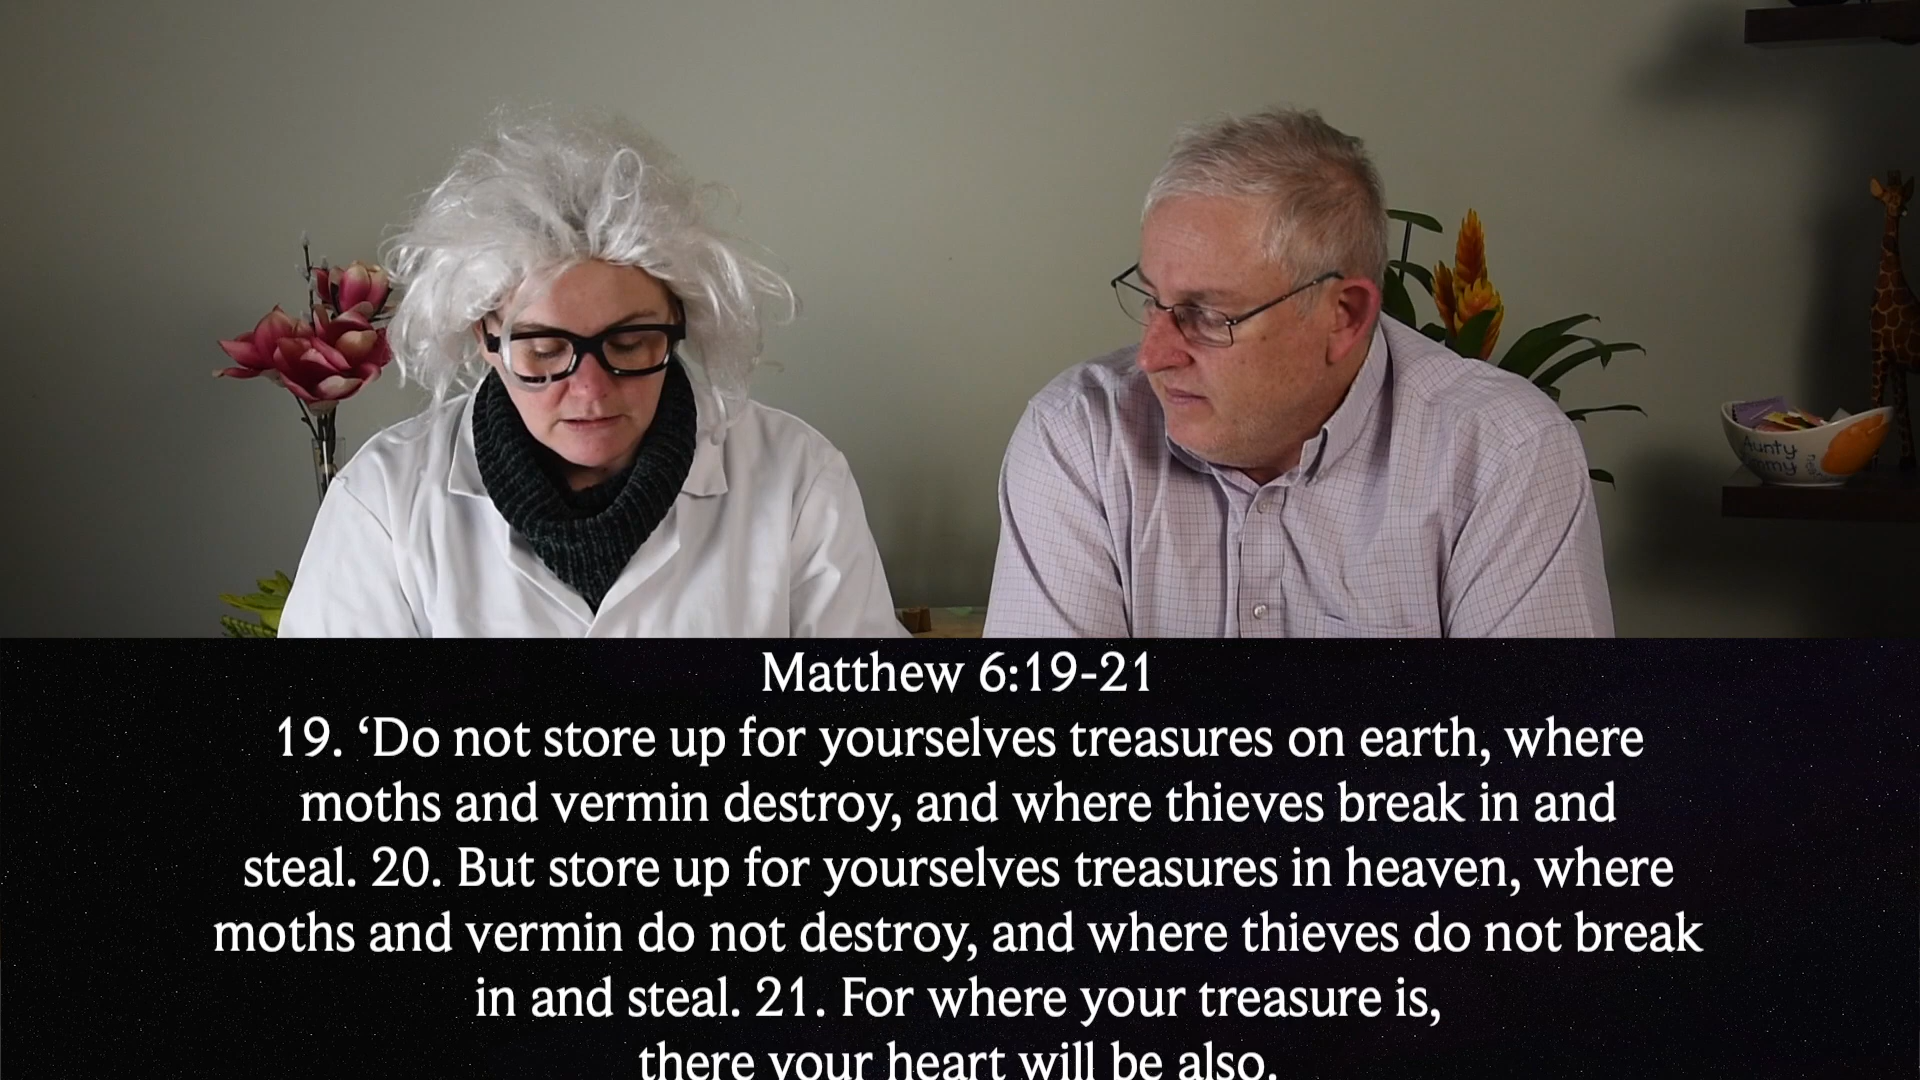 Aunty
Matthew 6:19-21
19. ‘Do not store up for yourselves treasures on earth, where
moths and vermin destroy, and where thieves break in and
steal. 20. But store up for yourselves treasures in heaven, where
moths and vermin do not destroy, and where thieves do not break
in and steal. 21. For where your treasure is,
there your heart will be also.